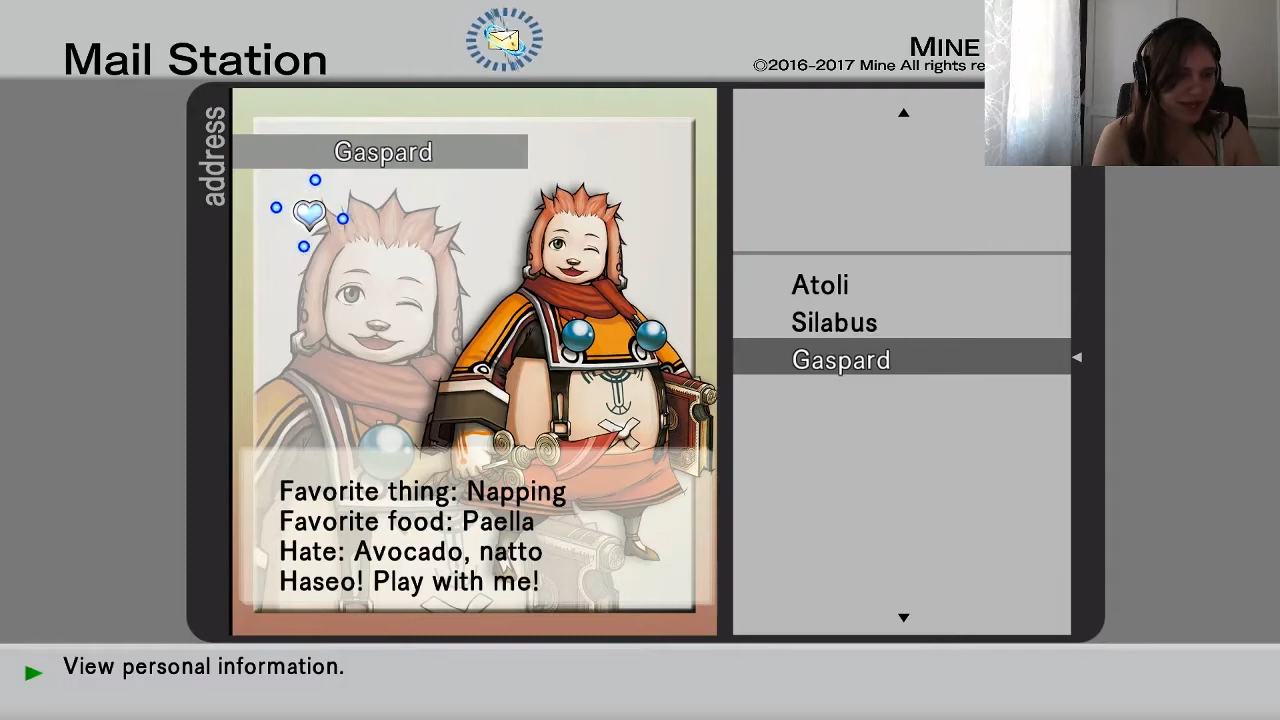 Mail Station
MINE
©2016-2017 Mine All rights re
address
Gaspard
Favorite thing: Napping
Favorite food: Paella
Hate: Avocado, natto
Haseo! Play with me!
Atoli
Silabus
Gaspard
View personal information.